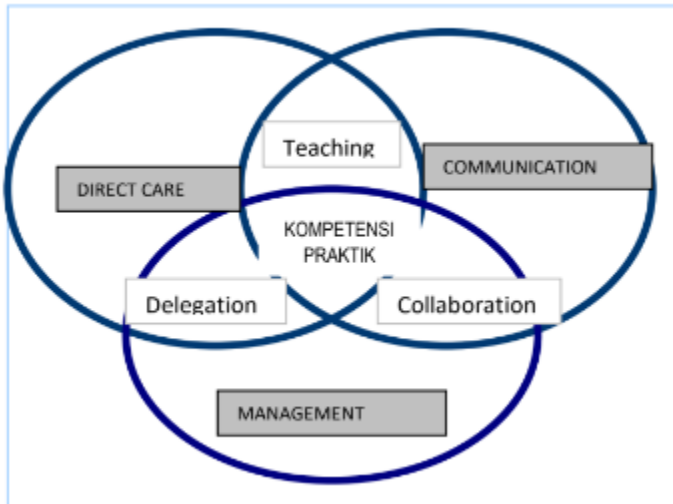 Teaching
COMMUNICATION
DIRECT CARE
KOMPETENSI
PRAKTIK
Delegation
Collaboration
MANAGEMENT